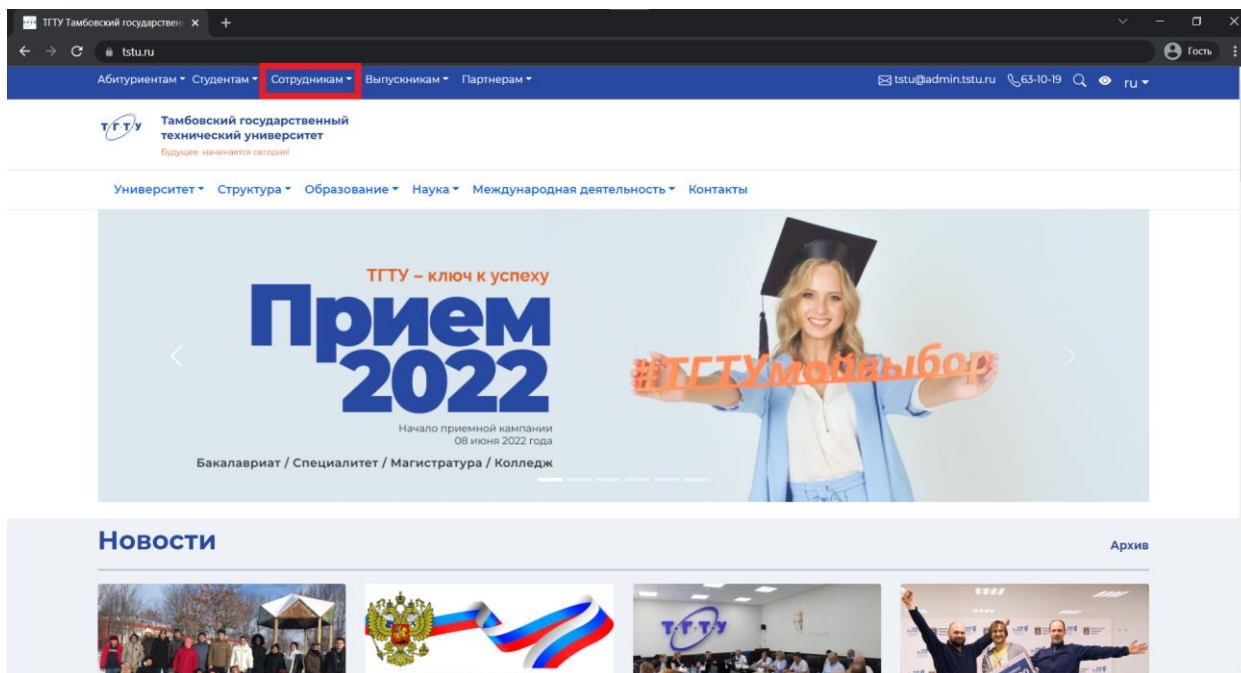 ТГТУ Тамбовский государствен
tstu.ru
Гость
Абитуриентам Студентам Сотрудникам Выпускникам Партнерам tstu@admin.tstu.ru 63-10-19 ru
Т·Г·Т·У
Тамбовский государственный
технический университет
Будущее начинается сегодня!
Университет Структура Образование Наука Международная деятельность Контакты
ТГТУ – ключ к успеху
Прием
2022
Начало приемной кампании
08 июня 2022 года
Бакалавриат / Специалитет / Магистратура / Колледж
#ТГТУмойвыбор
Новости
Архив
Т·Г·Т·У